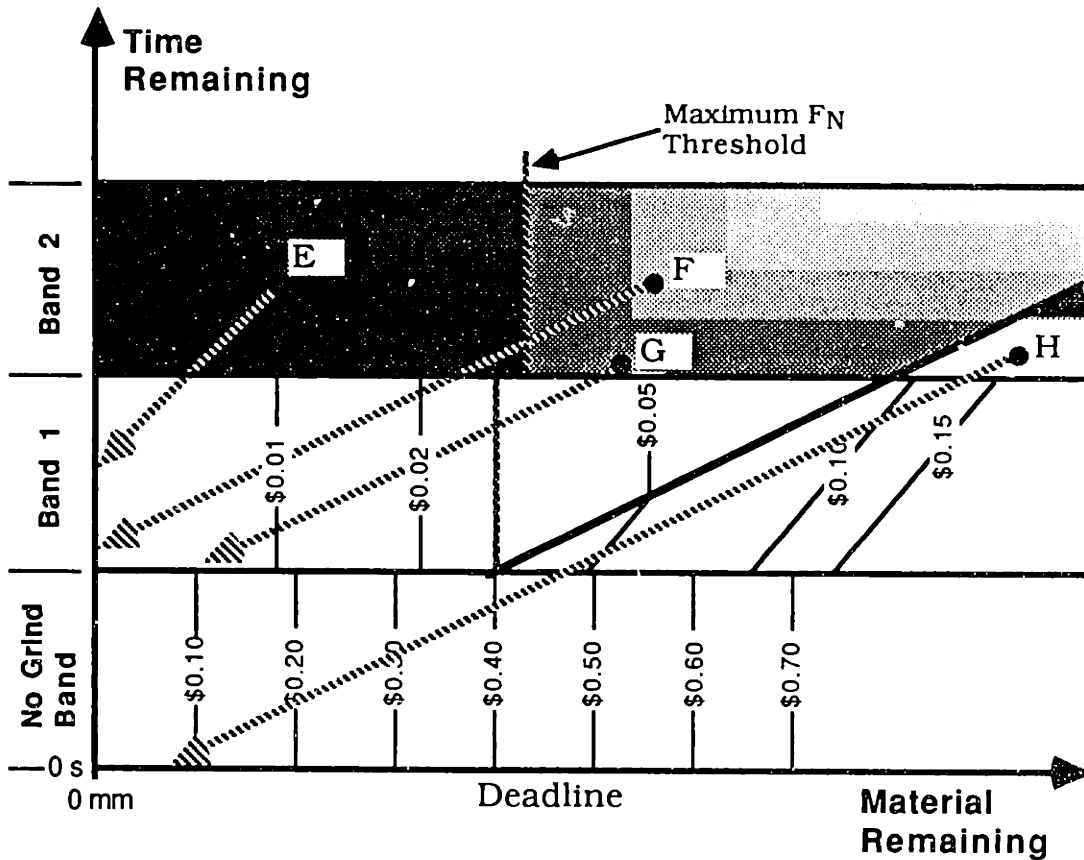 Time
Remaining
Maximum FN
Threshold
Band 2
E
F
G
H
Band 1
$0.01
$0.02
$0.05
$0.10
$0.15
No Grind
Band
$0.10
$0.20
$0.40
$0.50
$0.60
$0.70
0 s
0 mm
Deadline
Material
Remaining